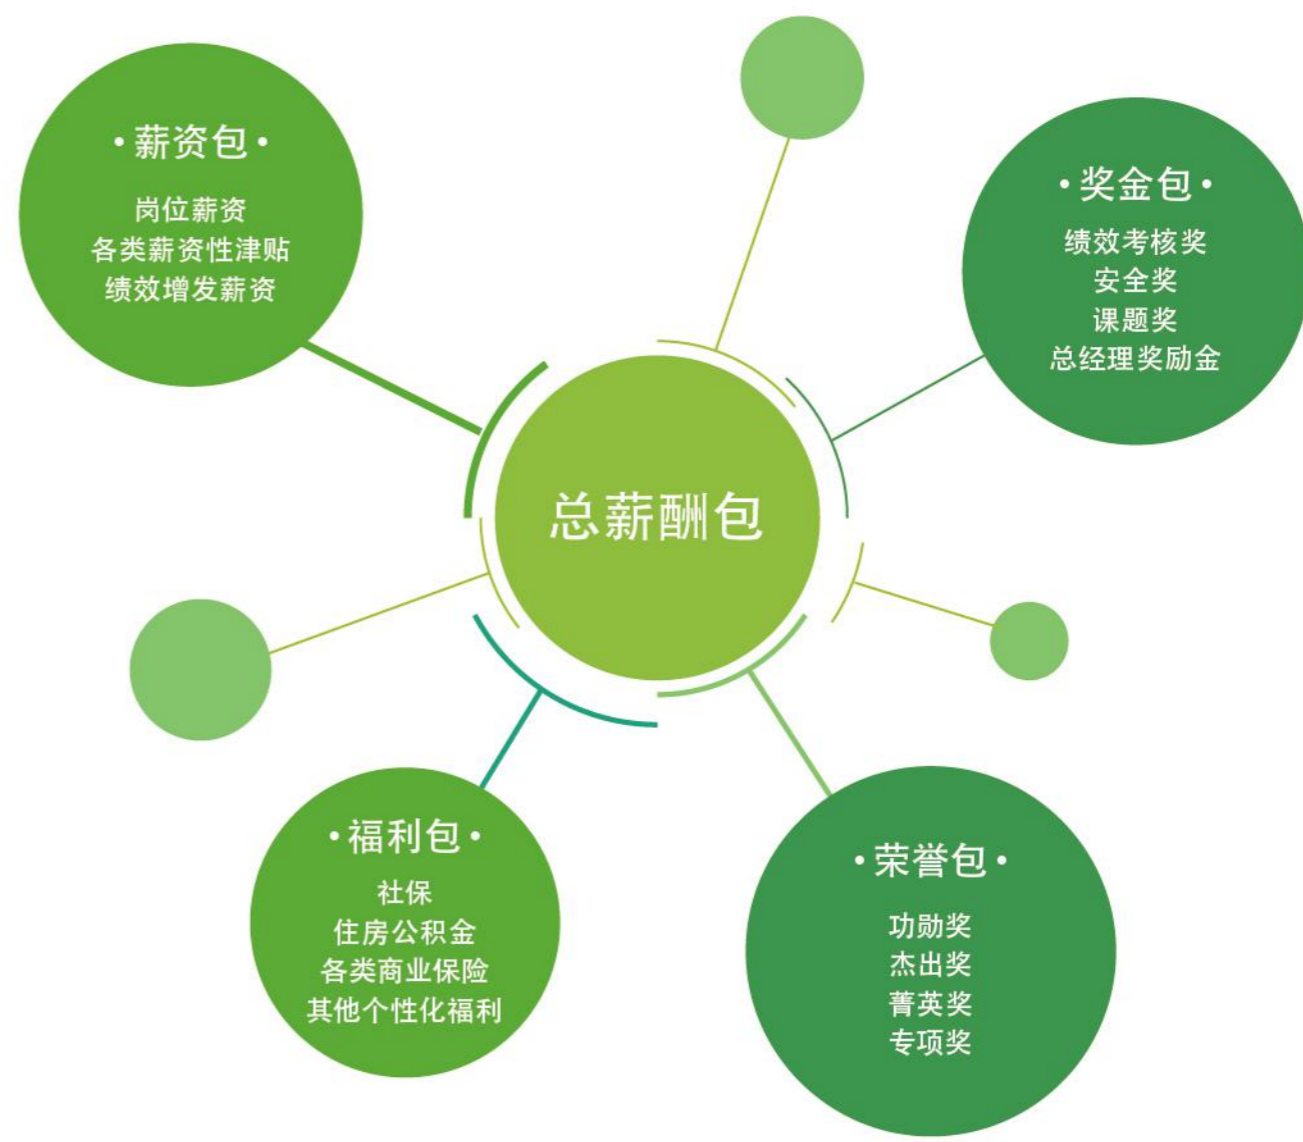 •薪资包•
岗位薪资
各类薪资性津贴
绩效增发薪资
•奖金包•
绩效考核奖
安全奖
课题奖
总经理奖励金
总薪酬包
•福利包•
社保
住房公积金
各类商业保险
其他个性化福利
•荣誉包•
功勋奖
杰出奖
菁英奖
专项奖